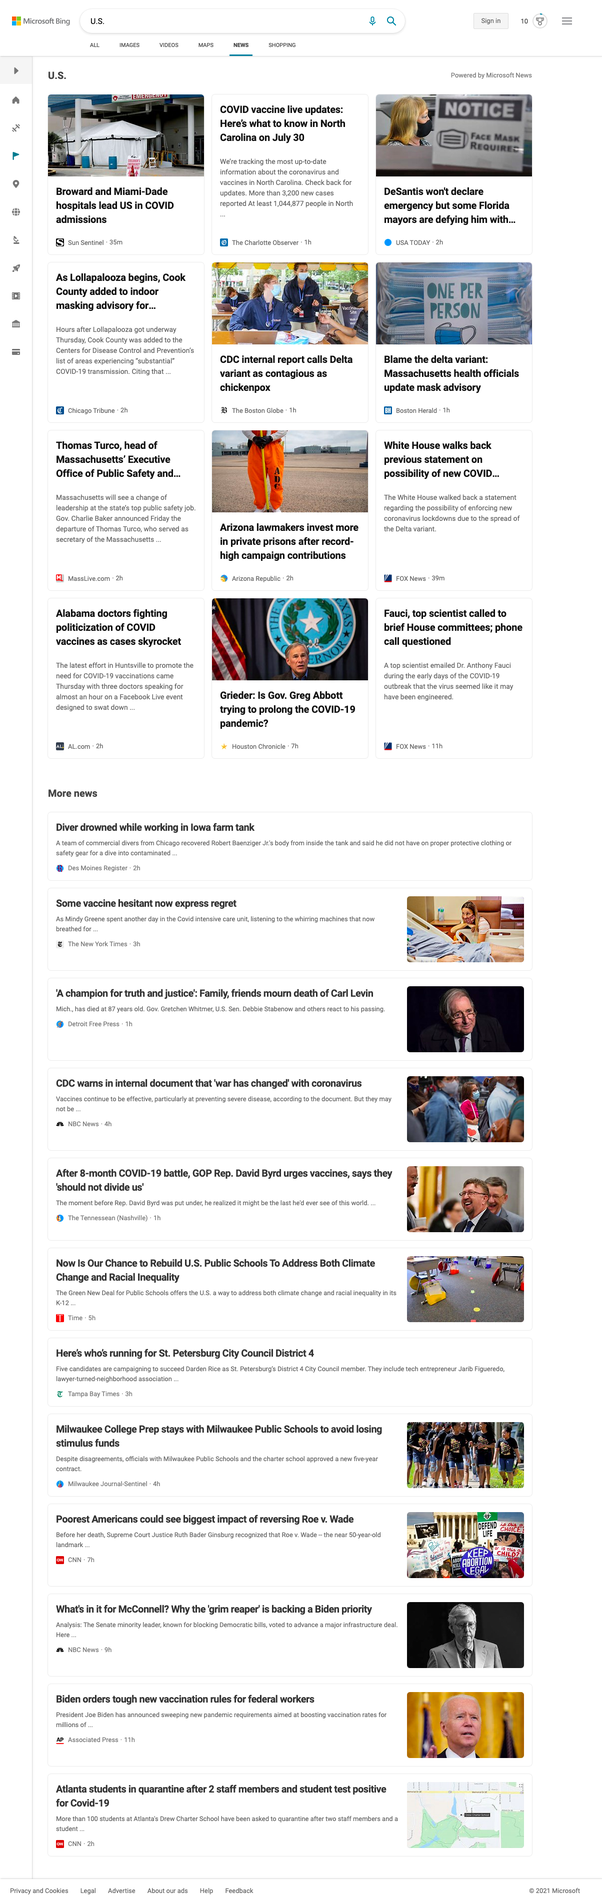 Microsoft Bing
U.S.
Sign in
10
ALL IMAGES VIDEOS MAPS NEWS SHOPPING
U.S.
Powered by Microsoft News
Broward and Miami-Dade
hospitals lead US in COVID
admissions
Sun Sentinel · 35m
COVID vaccine live updates:
Here's what to know in North
Carolina on July 30
We're tracking the most up-to-date
information about the coronavirus and
vaccines in North Carolina. Check back for
updates. More than 3,200 new cases
reported At least 1,044,877 people in North
...
The Charlotte Observer · 1h
NOTICE
FACE MASK
REQUIRED
DeSantis won't declare
emergency but some Florida
mayors are defying him with...
USA TODAY · 2h
As Lollapalooza begins, Cook
County added to indoor
masking advisory for...
Hours after Lollapalooza got underway
Thursday, Cook County was added to the
Centers for Disease Control and Prevention's
list of areas experiencing "substantial"
COVID-19 transmission. Citing that ...
Chicago Tribune · 2h
CDC internal report calls Delta
variant as contagious as
chickenpox
The Boston Globe · 1h
ONE PER
PERSON
Blame the delta variant:
Massachusetts health officials
update mask advisory
Boston Herald · 1h
Thomas Turco, head of
Massachusetts' Executive
Office of Public Safety and...
Massachusetts will see a change of
leadership at the state's top public safety job.
Gov. Charlie Baker announced Friday the
departure of Thomas Turco, who served as
secretary of the Massachusetts ...
MassLive.com · 2h
ADC
Arizona lawmakers invest more
in private prisons after record-
high campaign contributions
Arizona Republic · 2h
White House walks back
previous statement on
possibility of new COVID...
The White House walked back a statement
regarding the possibility of enforcing new
coronavirus lockdowns due to the spread of
the Delta variant.
FOX News · 39m
Alabama doctors fighting
politicization of COVID
vaccines as cases skyrocket
The latest effort in Huntsville to promote the
need for COVID-19 vaccinations came
Thursday with three doctors speaking for
almost an hour on a Facebook Live event
designed to swat down ...
AL.com · 2h
Grieder: Is Gov. Greg Abbott
trying to prolong the COVID-19
pandemic?
Houston Chronicle · 7h
Fauci, top scientist called to
brief House committees; phone
call questioned
A top scientist emailed Dr. Anthony Fauci
during the early days of the COVID-19
outbreak that the virus seemed like it may
have been engineered.
FOX News · 11h
More news
Diver drowned while working in Iowa farm tank
A team of commercial divers from Chicago recovered Robert Baenziger Jr.'s body from inside the tank and said he did not have on proper protective clothing or
safety gear for a dive into contaminated ...
Des Moines Register · 2h
Some vaccine hesitant now express regret
As Mindy Greene spent another day in the Covid intensive care unit, listening to the whirring machines that now
breathed for ...
The New York Times · 3h
'A champion for truth and justice': Family, friends mourn death of Carl Levin
Mich., has died at 87 years old. Gov. Gretchen Whitmer, U.S. Sen. Debbie Stabenow and others react to his passing.
Detroit Free Press · 1h
CDC warns in internal document that 'war has changed' with coronavirus
Vaccines continue to be effective, particularly at preventing severe disease, according to the document. But they may
not be ...
NBC News · 4h
After 8-month COVID-19 battle, GOP Rep. David Byrd urges vaccines, says they
'should not divide us'
The moment before Rep. David Byrd was put under, he realized it might be the last he'd ever see of this world. ...
The Tennessean (Nashville) · 1h
Now Is Our Chance to Rebuild U.S. Public Schools To Address Both Climate
Change and Racial Inequality
The Green New Deal for Public Schools offers the U.S. a way to address both climate change and racial inequality in its
K-12 ...
Time · 5h
Here's who's running for St. Petersburg City Council District 4
Five candidates are campaigning to succeed Darden Rice as St. Petersburg's District 4 City Council member. They include tech entrepreneur Jarib Figueredo,
lawyer-turned-neighborhood association ...
Tampa Bay Times · 3h
Milwaukee College Prep stays with Milwaukee Public Schools to avoid losing
stimulus funds
Despite disagreements, officials with Milwaukee Public Schools and the charter school approved a new five-year
contract.
Milwaukee Journal-Sentinel · 4h
Poorest Americans could see biggest impact of reversing Roe v. Wade
Before her death, Supreme Court Justice Ruth Bader Ginsburg recognized that Roe v. Wade – the near 50-year-old
landmark ...
CNN · 7h
DEFEND
LIFE
KEEP
ABORTION
LEGAL
What's in it for McConnell? Why the 'grim reaper' is backing a Biden priority
Analysis: The Senate minority leader, known for blocking Democratic bills, voted to advance a major infrastructure deal.
Here ...
NBC News · 9h
Biden orders tough new vaccination rules for federal workers
President Joe Biden has announced sweeping new pandemic requirements aimed at boosting vaccination rates for
millions of ...
Associated Press · 11h
Atlanta students in quarantine after 2 staff members and student test positive
for Covid-19
More than 100 students at Atlanta's Drew Charter School have been asked to quarantine after two staff members and a
student ...
CNN · 2h
Privacy and Cookies Legal Advertise About our ads Help Feedback
© 2021 Microsoft